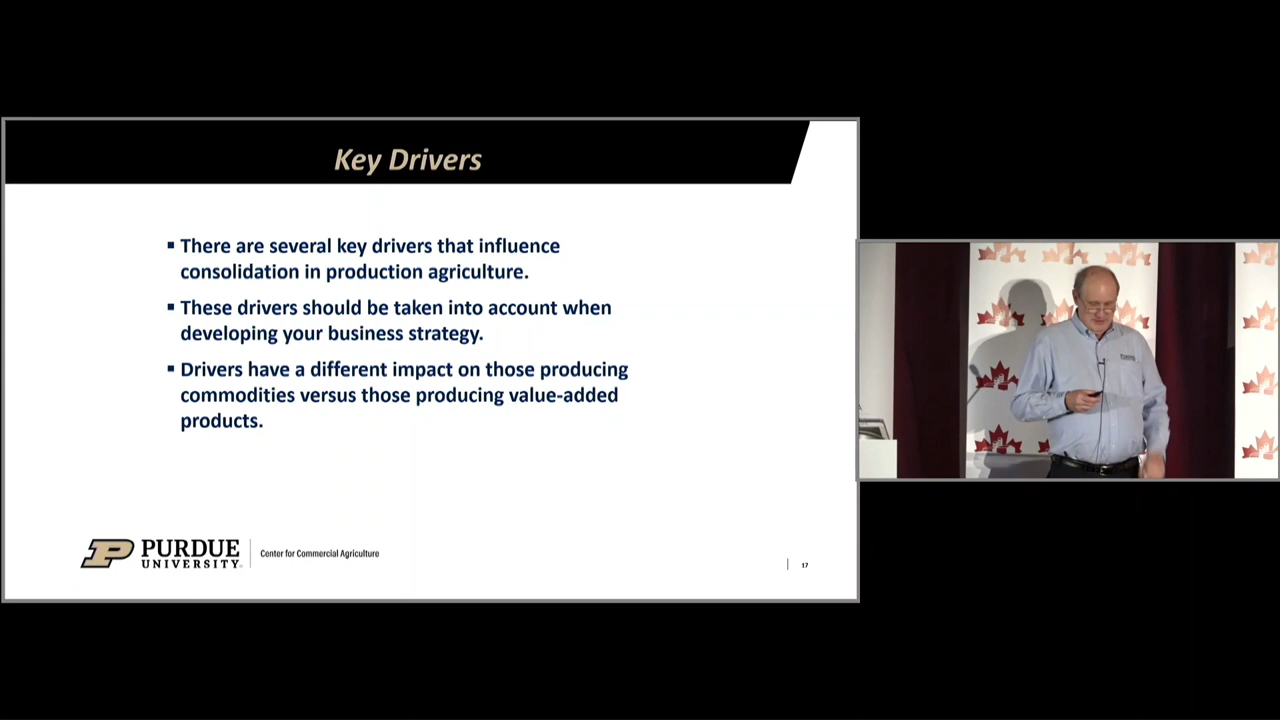 Key Drivers
▪ There are several key drivers that influence
consolidation in production agriculture.
▪ These drivers should be taken into account when
developing your business strategy.
▪ Drivers have a different impact on those producing
commodities versus those producing value-added
products.
P PURDUE
UNIVERSITY®
Center for Commercial Agriculture
17
PURDUE